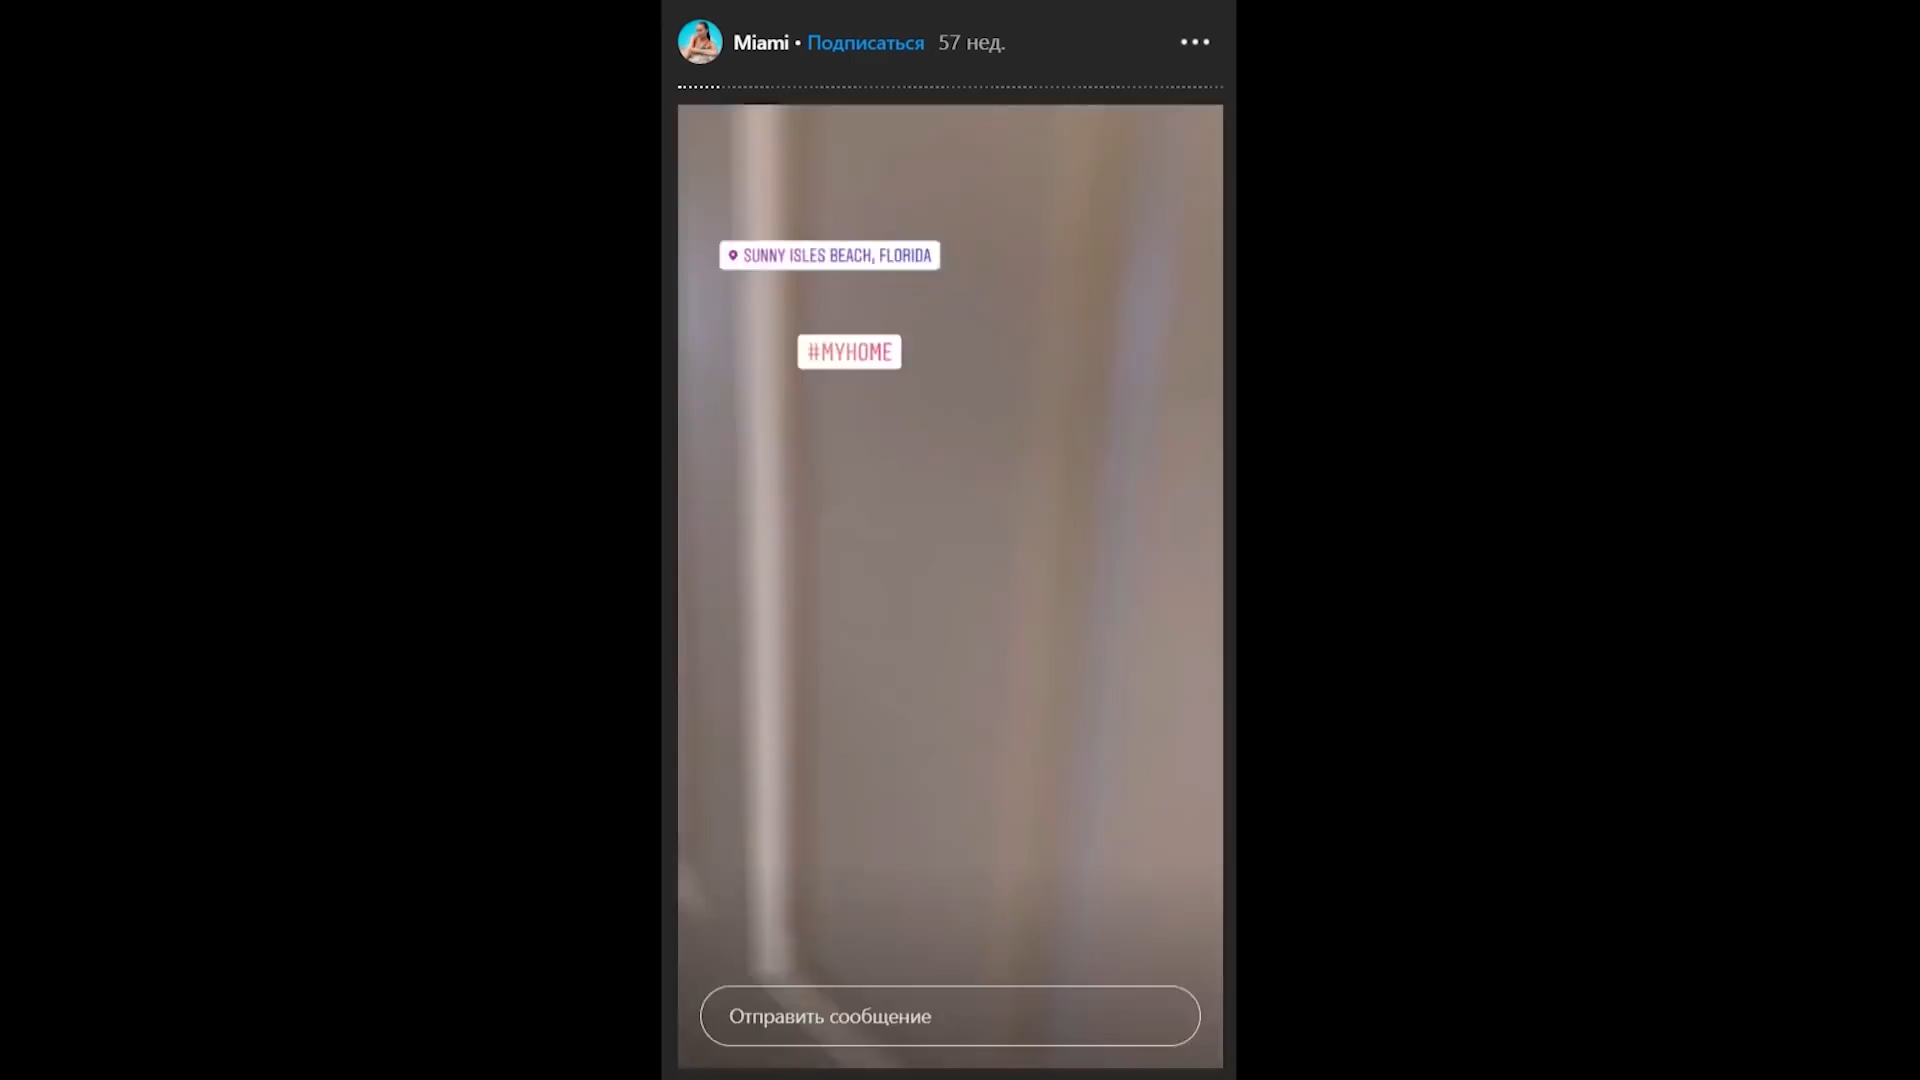 Miami • Подписаться 57 нед.
SUNNY ISLES BEACH, FLORIDA
#MYHOME
Отправить сообщение